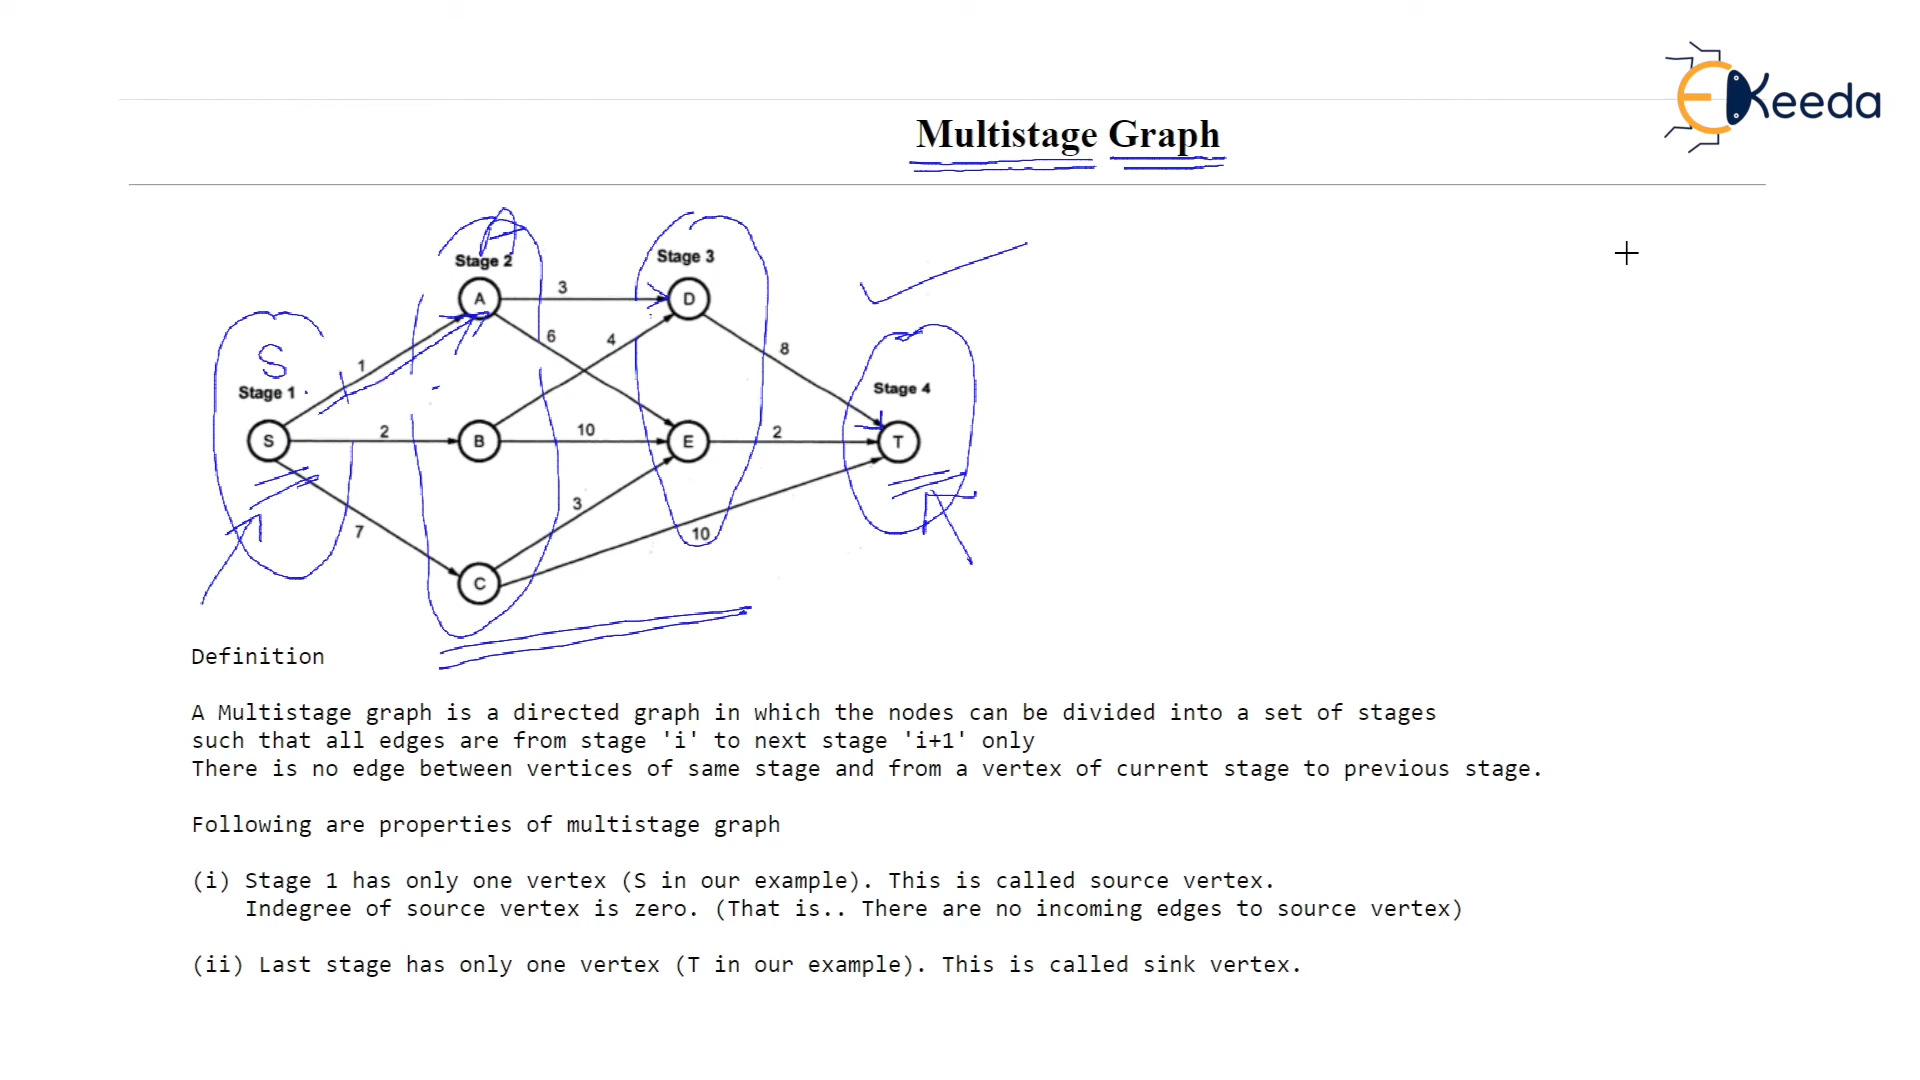 EKeeda
Multistage Graph
A
Stage 2
Stage 3
A
3
D
S
1
6
4
8
Stage 1
Stage 4
S
2
B
10
E
2
T
7
3
10
C
Definition
A Multistage graph is a directed graph in which the nodes can be divided into a set of stages
such that all edges are from stage 'i' to next stage 'i+1' only
There is no edge between vertices of same stage and from a vertex of current stage to previous stage.
Following are properties of multistage graph
(i) Stage 1 has only one vertex (S in our example). This is called source vertex.
Indegree of source vertex is zero. (That is.. There are no incoming edges to source vertex)
(ii) Last stage has only one vertex (T in our example). This is called sink vertex.